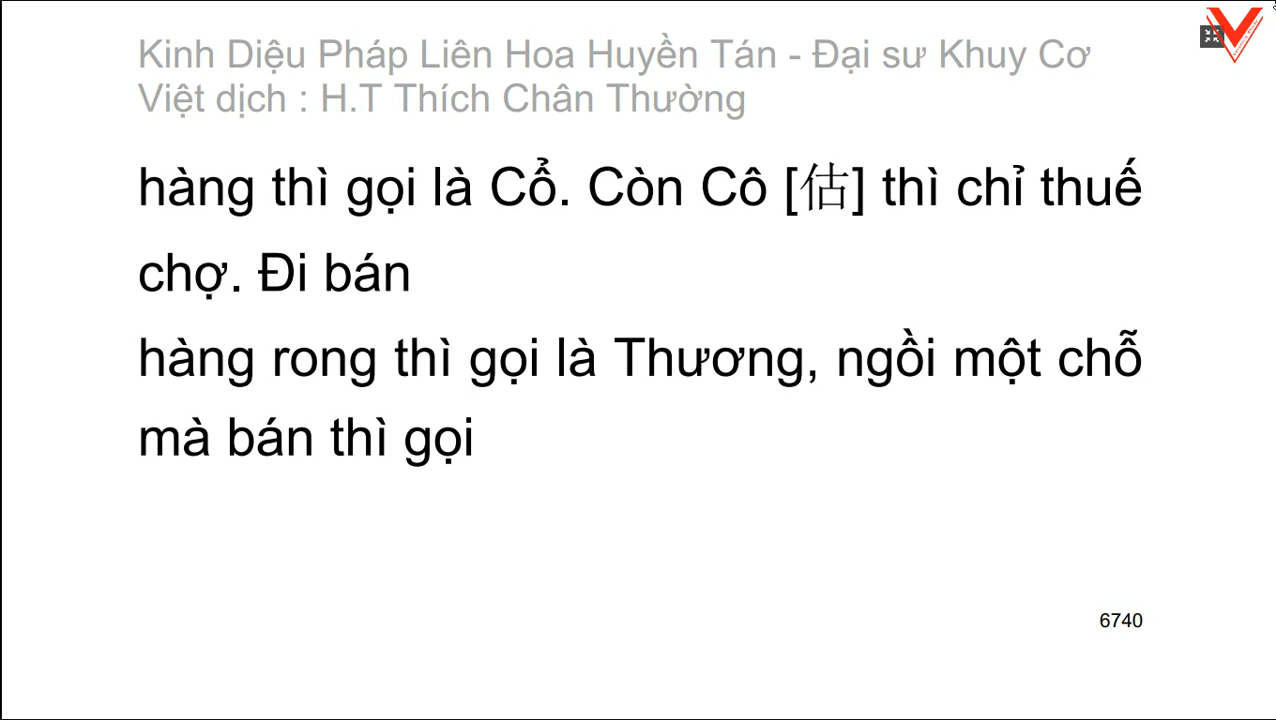 Kinh Diệu Pháp Liên Hoa Huyền Tán - Đại sư Khuy Cơ
Việt dịch : H.T Thích Chân Thường
hàng thì gọi là Cổ. Còn Cô [估] thì chỉ thuế
chợ. Đi bán
hàng rong thì gọi là Thương, ngồi một chỗ
mà bán thì gọi
6740